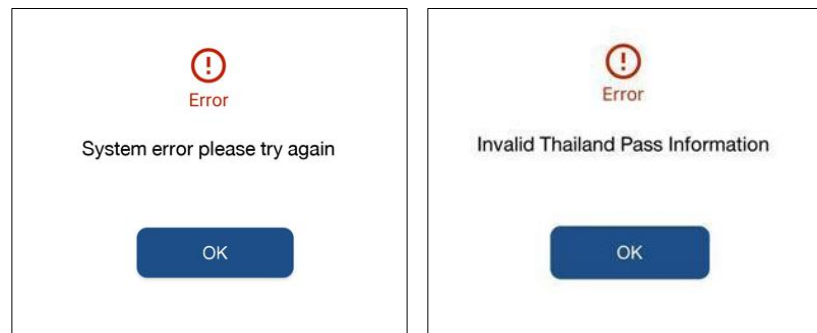 Error
System error please try again
OK
Error
Invalid Thailand Pass Information
OK